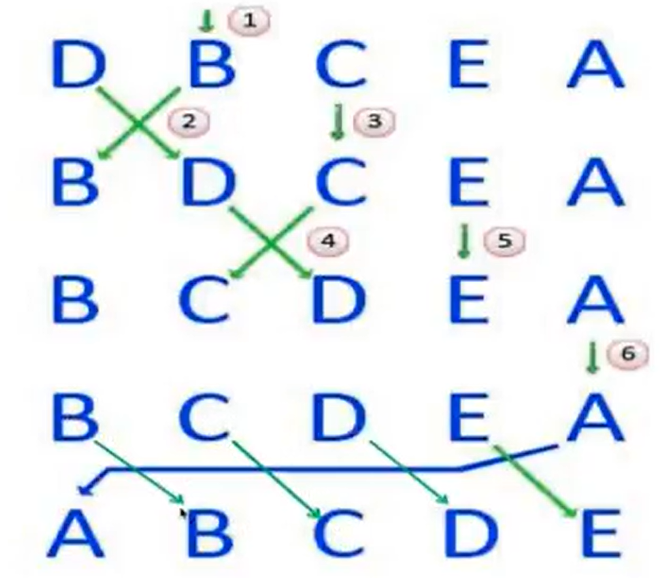 1
D B C E A
2 3
B D C E A
4 5
B C D E A
6
B C D E A
A B C D E